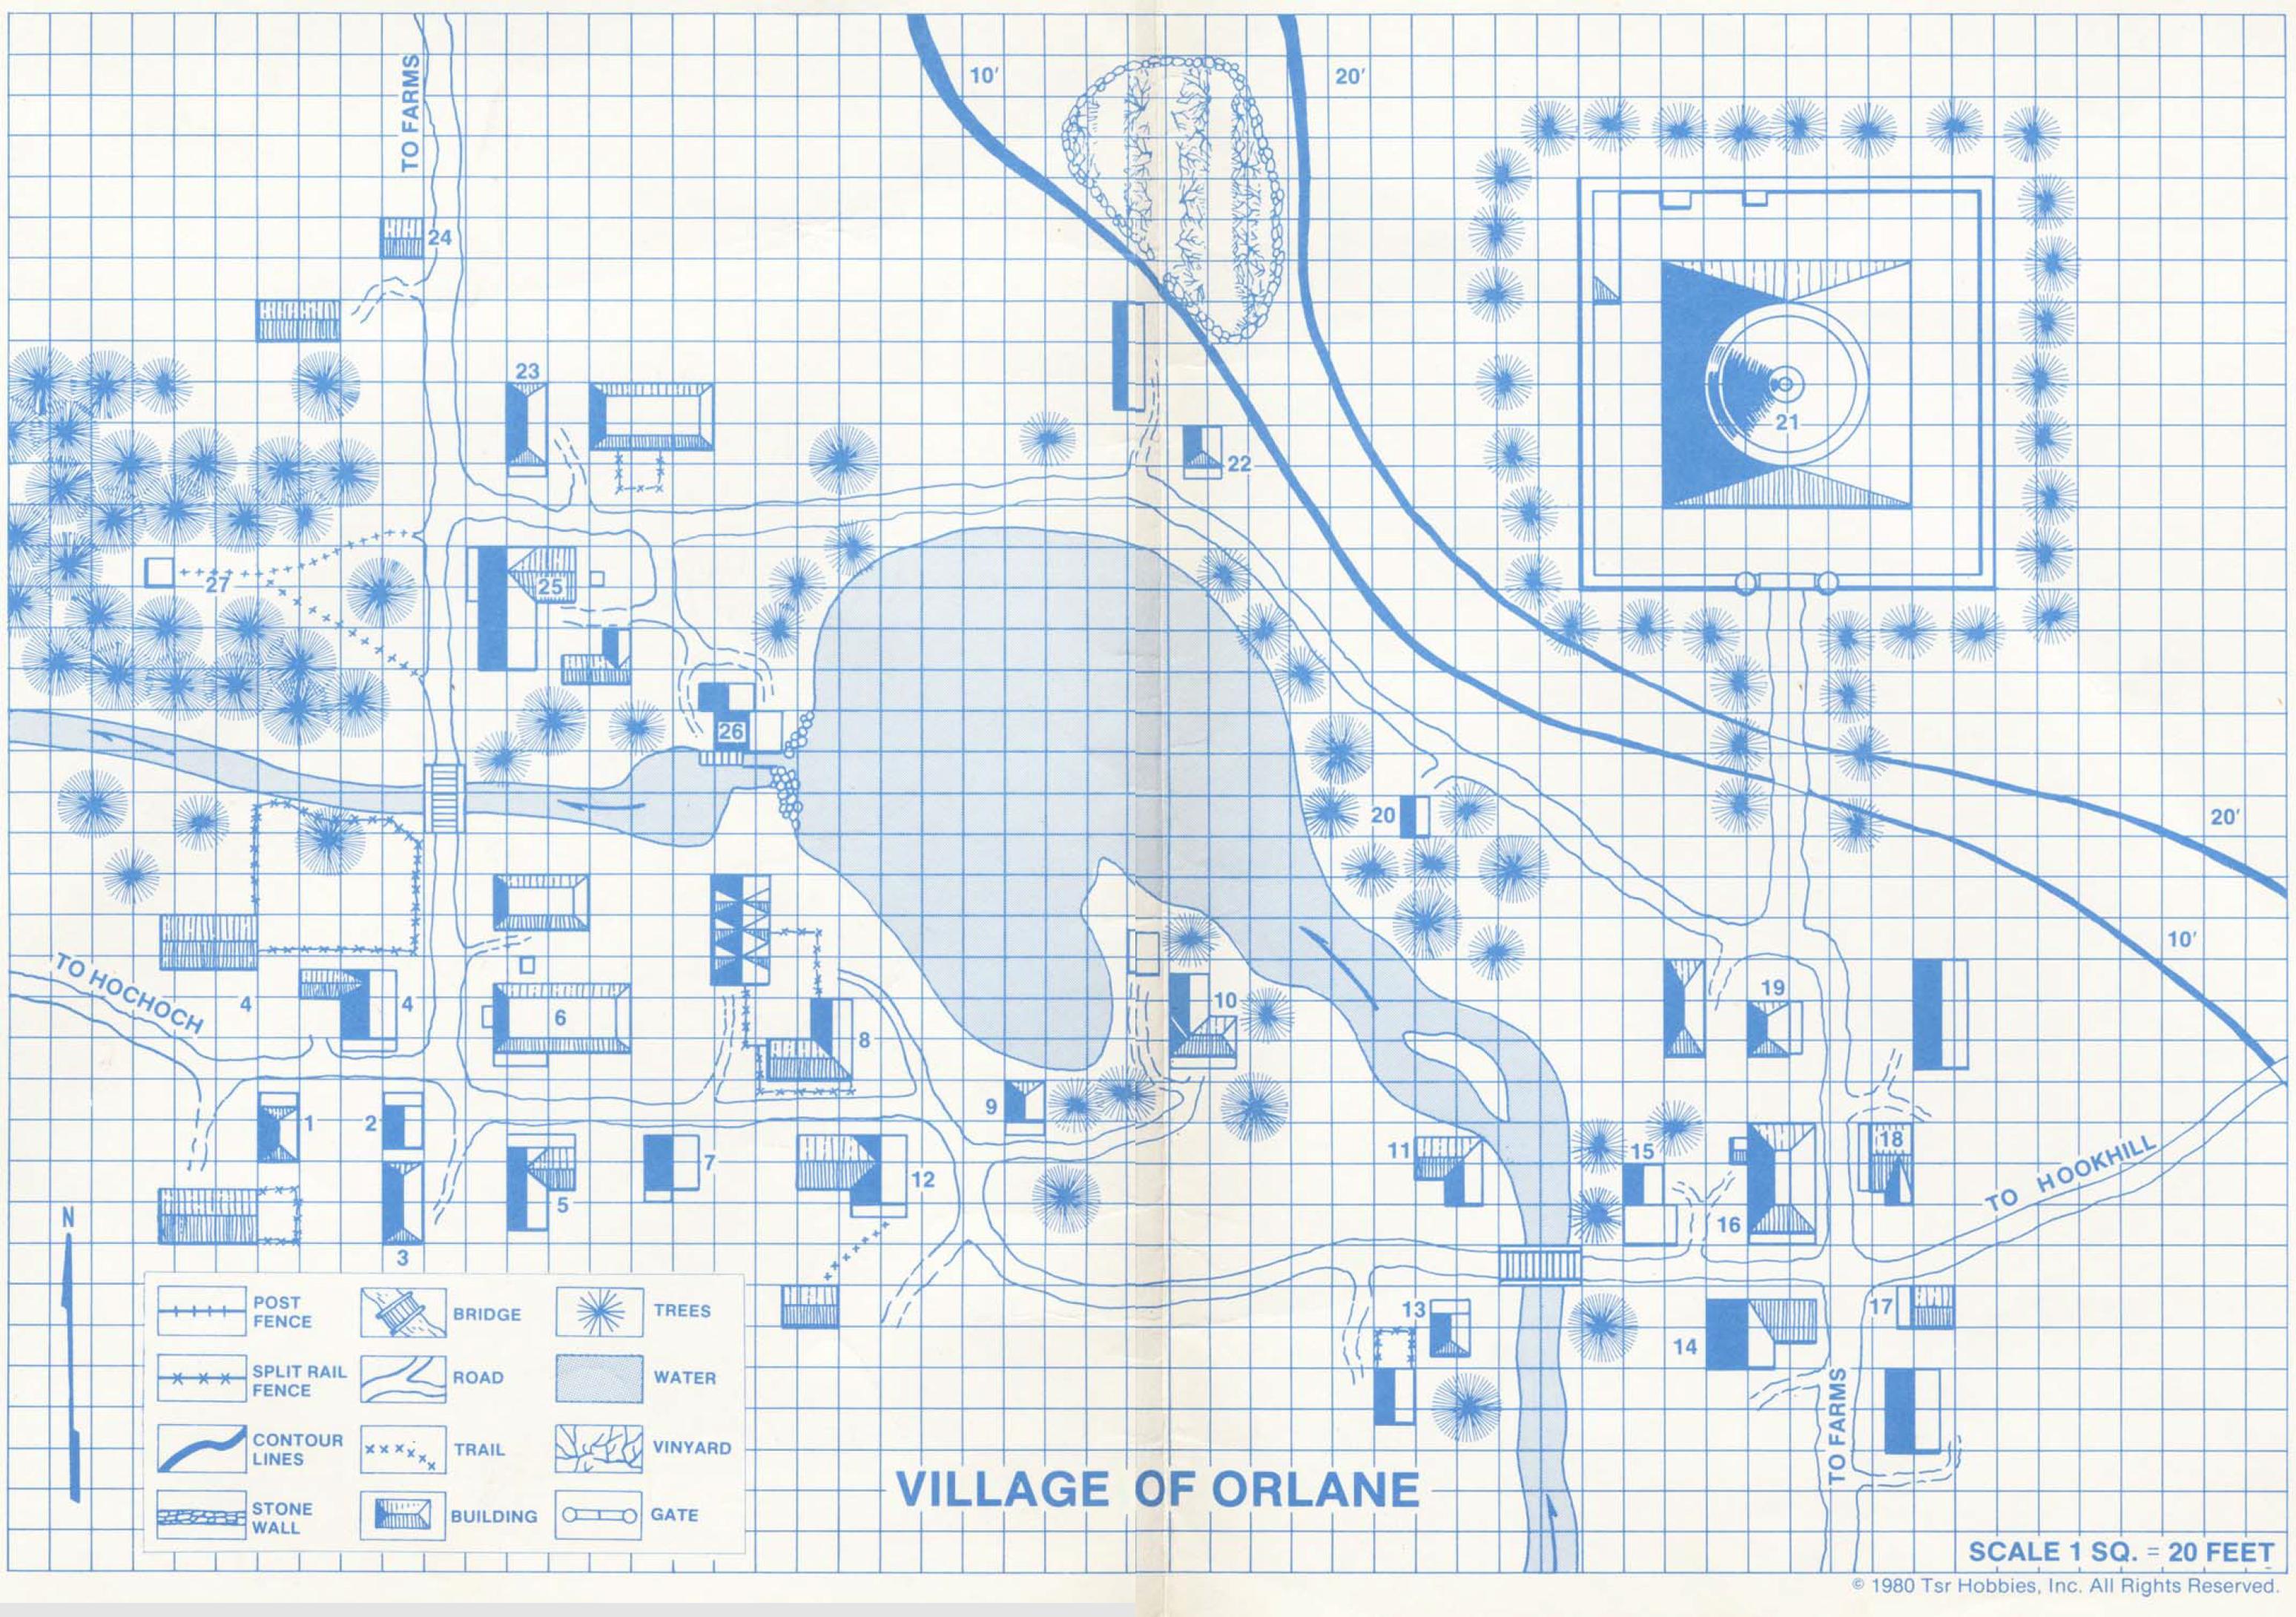 10'
20'
TO FARMS
24
23
21
22
25
27
26
20
20'
10'
TO HOCHOCH
4
4
6
8
10
19
9
1
2
11
15
18
7
12
5
16
TO HOOKHILL
N
3
13
17
14
POST
FENCE
BRIDGE
TREES
SPLIT RAIL
FENCE
ROAD
WATER
CONTOUR
LINES
TRAIL
VINYARD
STONE
WALL
BUILDING
GATE
TO FARMS
VILLAGE OF ORLANE
SCALE 1 SQ. = 20 FEET
© 1980 Tsr Hobbies, Inc. All Rights Reserved.